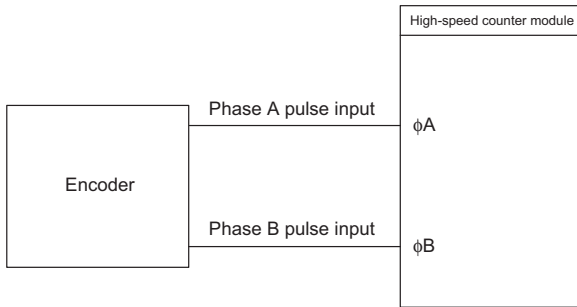 High-speed counter module
Phase A pulse input
ϕA
Encoder
Phase B pulse input
ϕB